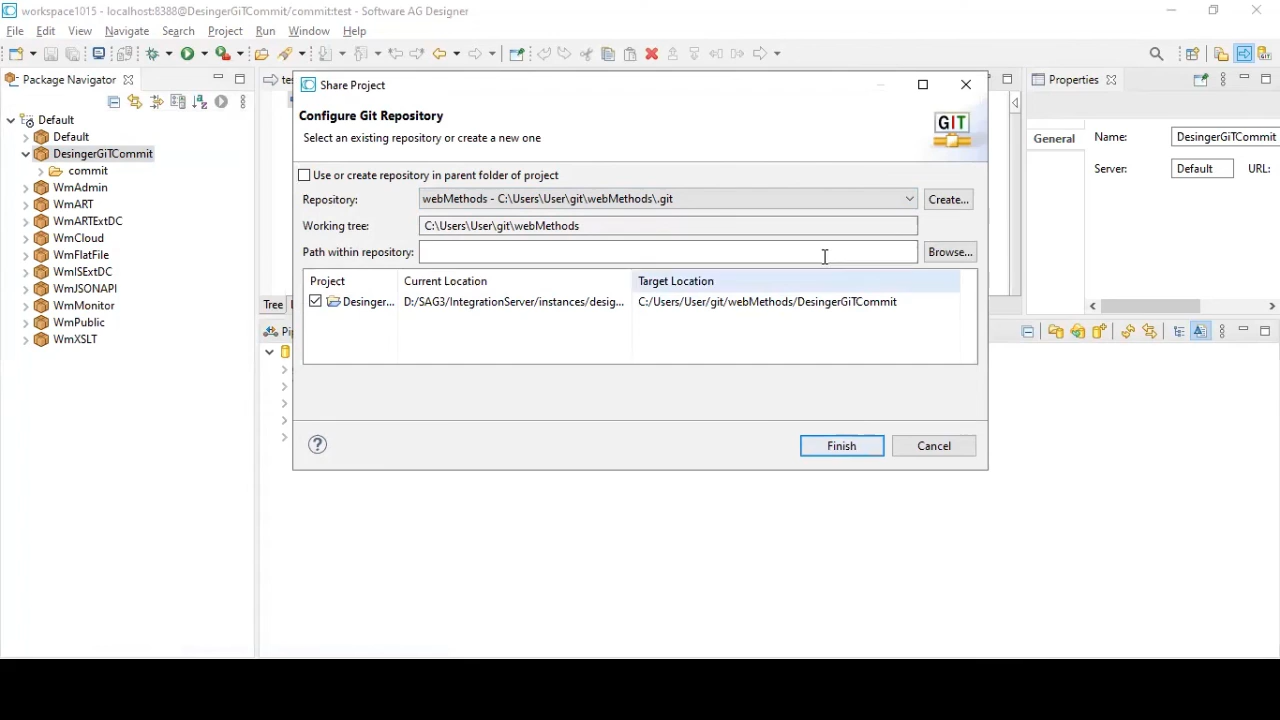 workspace1015 - localhost:8388@DesingerGiTCommit/commit:test - Software AG Designer
File Edit View Navigate Search Project Run Window Help
Package Navigator
Default
Default
DesingerGiTCommit
commit
WmAdmin
WmART
WmARTExtDC
WmCloud
WmFlatFile
WmISExtDC
WmJSONAPI
WmMonitor
WmPublic
WmXSLT
Tree
Share Project
Configure Git Repository
Select an existing repository or create a new one
GIT
Use or create repository in parent folder of project
Repository: webMethods - C:\Users\User\git\webMethods\.git Create...
Working tree: C:\Users\User\git\webMethods
Path within repository: Browse...
Project Current Location Target Location
Desinger... D:/SAG3/IntegrationServer/instances/desig... C:/Users/User/git/webMethods/DesingerGiTCommit
Finish Cancel
Properties
General
Name: DesingerGiTCommit
Server: Default URL: